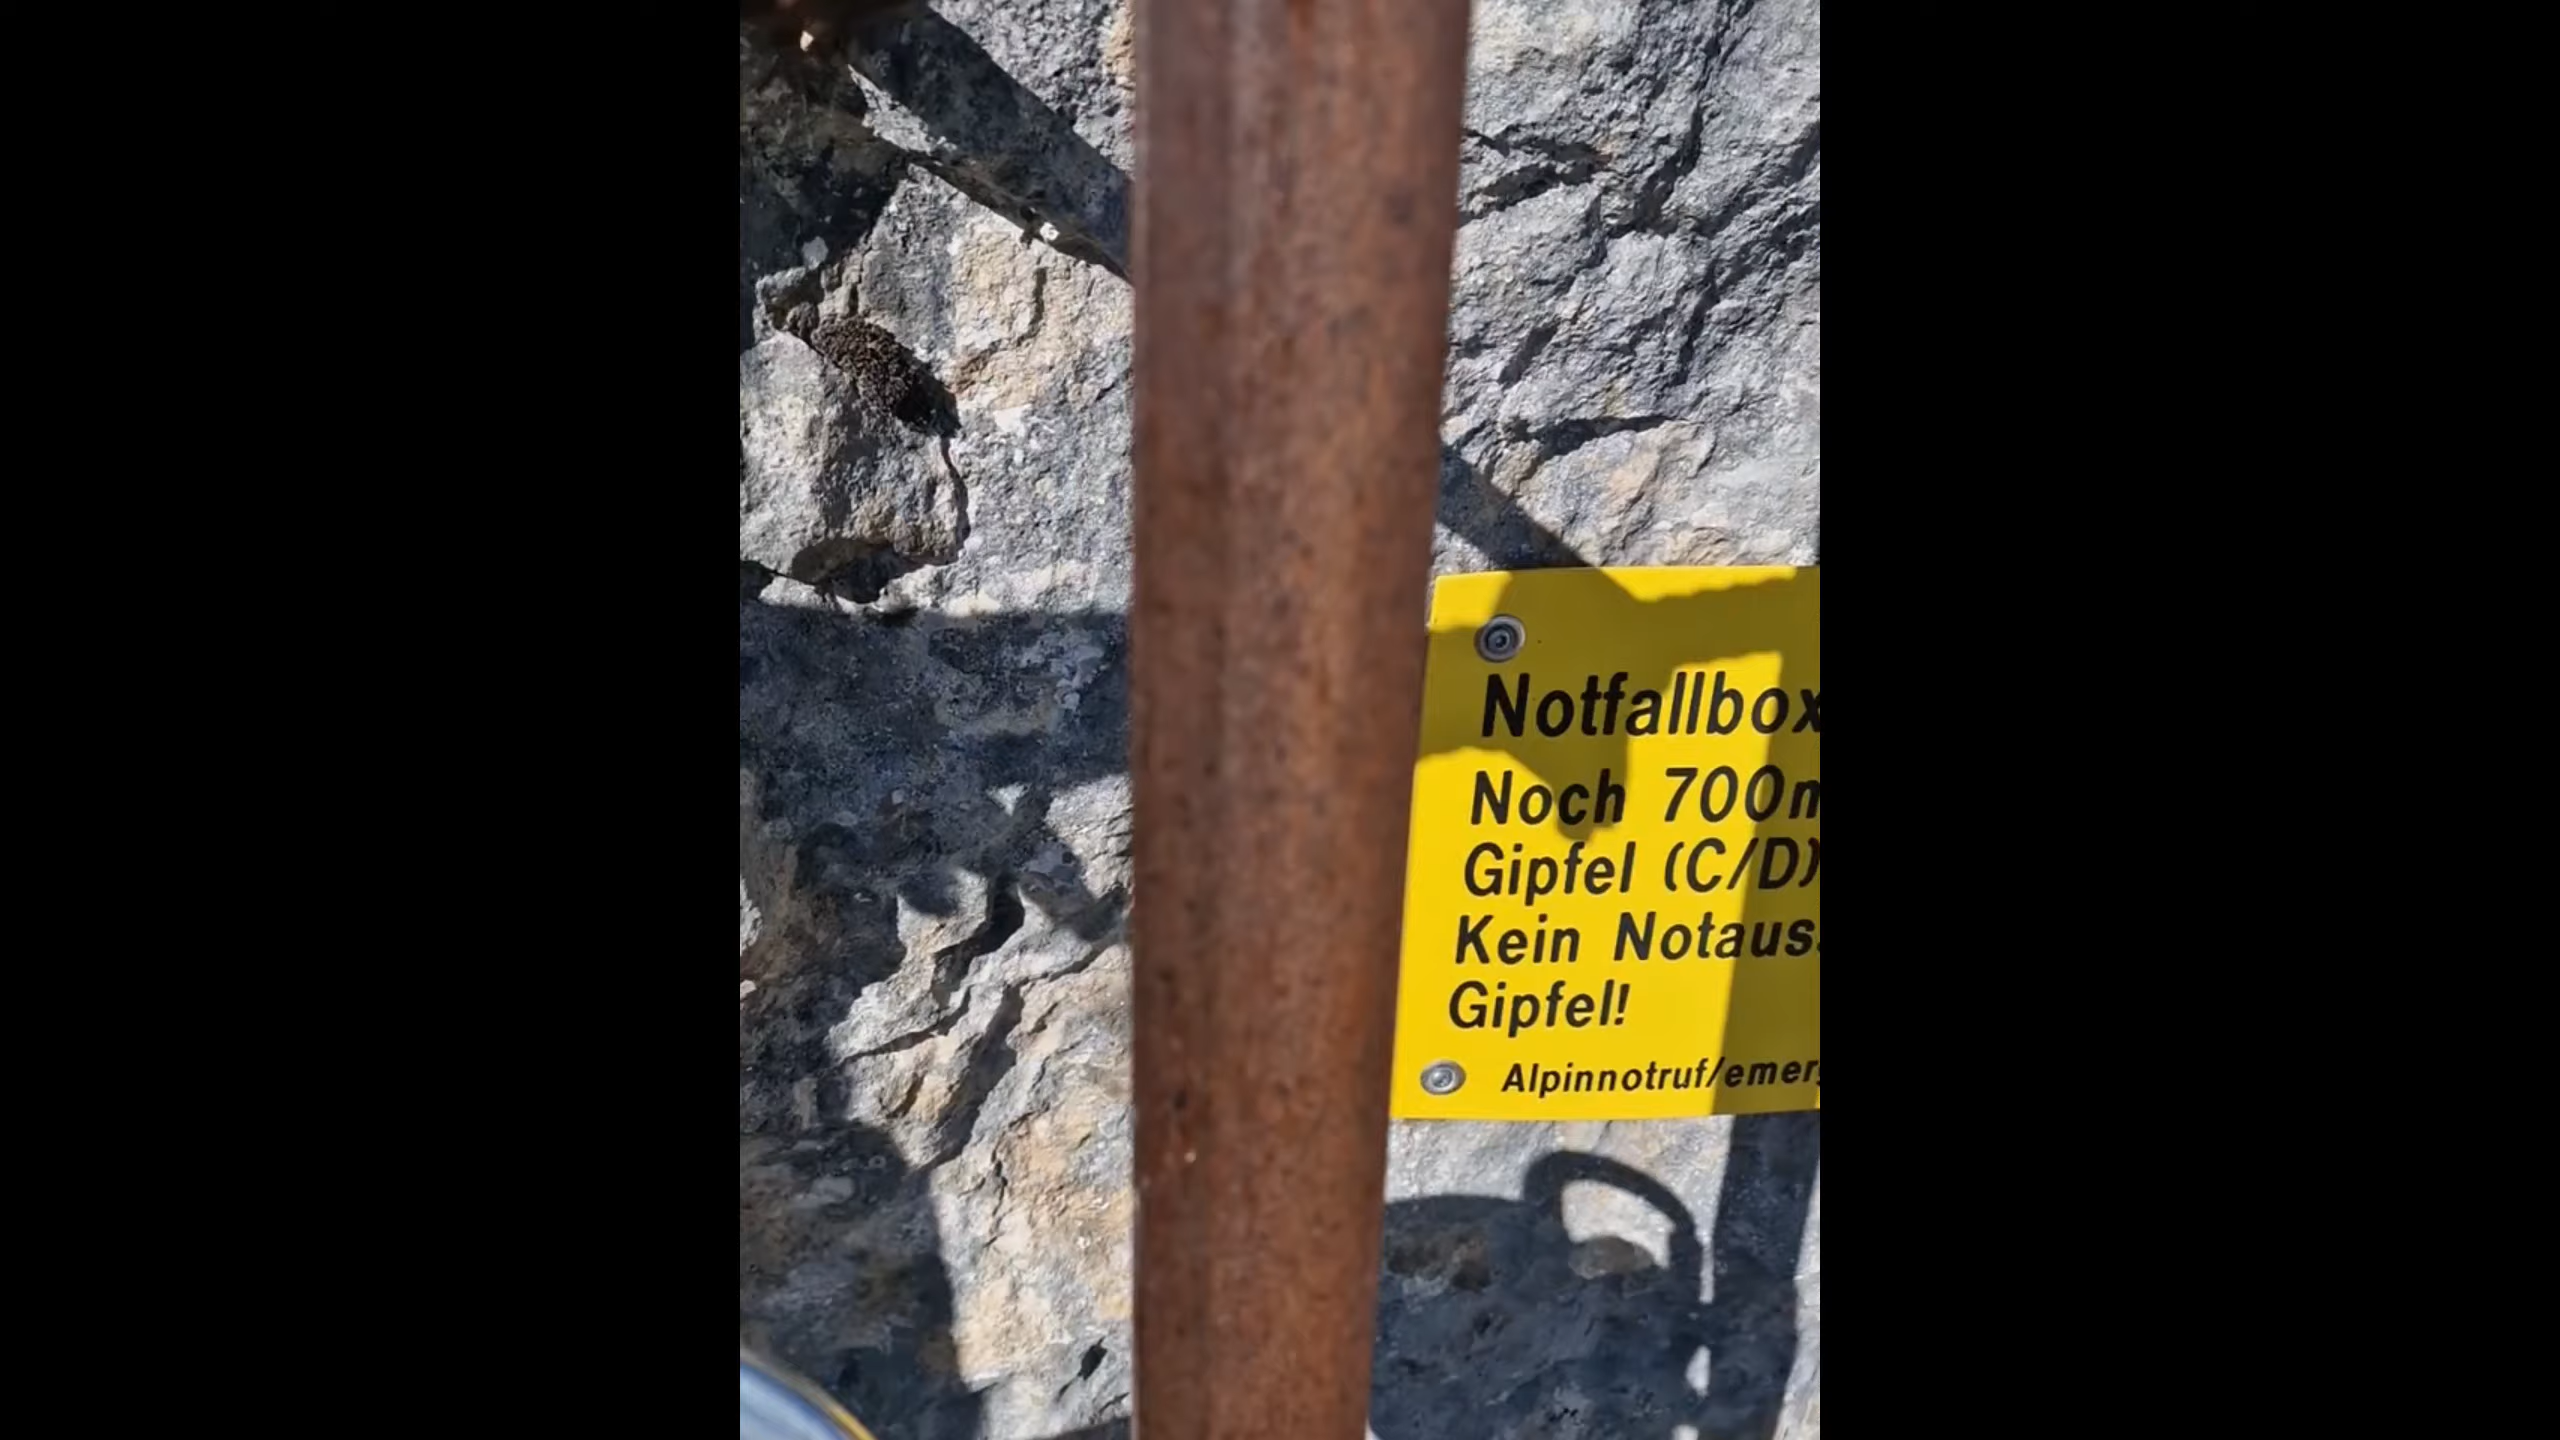 Notfallbox
Noch 700m
Gipfel (C/D)
Kein Notaus
Gipfel!
Alpinnotruf/emer